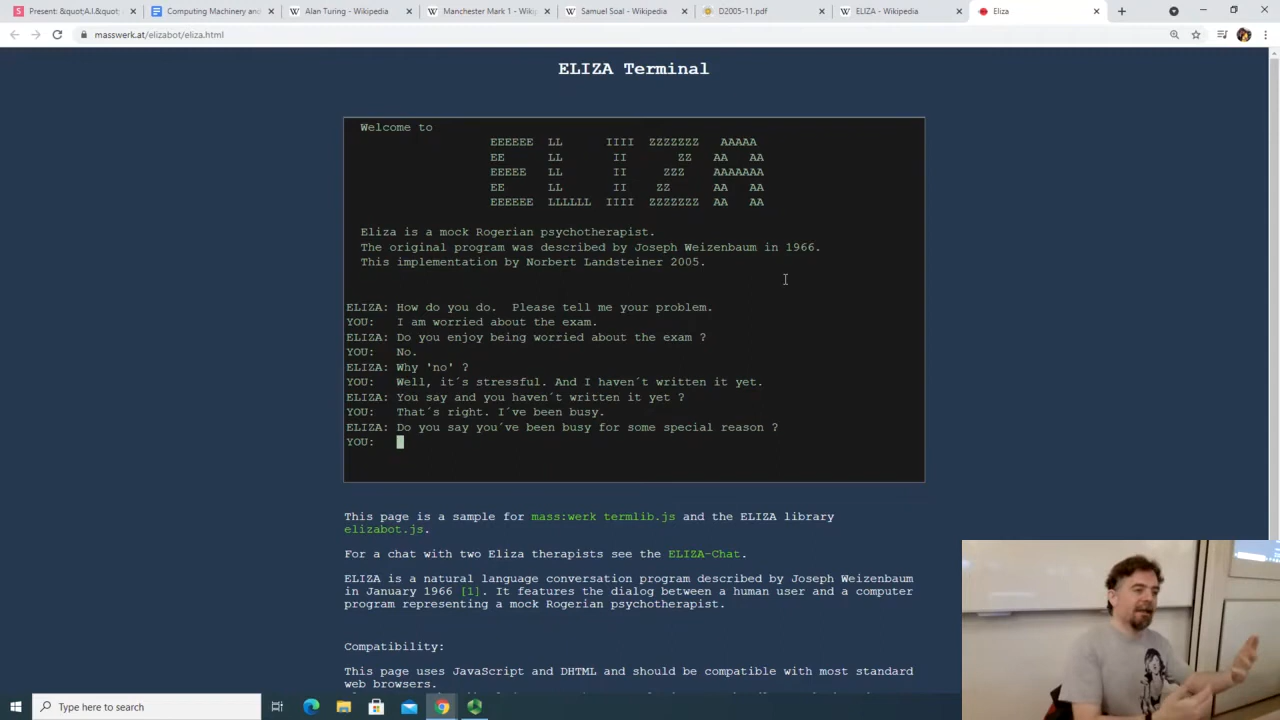 Present: &quot;A.I.&quot;
Computing Machinery and
Alan Turing - Wikipedia
Manchester Mark 1 - Wikip
Samuel Soal - Wikipedia
D2005-11.pdf
ELIZA - Wikipedia
Eliza
masswerk.at/elizabot/eliza.html
ELIZA Terminal
Welcome to
EEEEEE LL IIII ZZZZZZZ AAAAA
EE LL II ZZ AA AA
EEEEE LL II ZZZ AAAAAAA
EE LL II ZZ AA AA
EEEEEE LLLLLL IIII ZZZZZZZ AA AA
Eliza is a mock Rogerian psychotherapist.
The original program was described by Joseph Weizenbaum in 1966.
This implementation by Norbert Landsteiner 2005.
ELIZA: How do you do. Please tell me your problem.
YOU: I am worried about the exam.
ELIZA: Do you enjoy being worried about the exam ?
YOU: No.
ELIZA: Why 'no' ?
YOU: Well, it´s stressful. And I haven´t written it yet.
ELIZA: You say and you haven´t written it yet ?
YOU: That´s right. I´ve been busy.
ELIZA: Do you say you´ve been busy for some special reason ?
YOU:
This page is a sample for mass:werk termlib.js and the ELIZA library
elizabot.js.
For a chat with two Eliza therapists see the ELIZA-Chat.
ELIZA is a natural language conversation program described by Joseph Weizenbaum
in January 1966 [1]. It features the dialog between a human user and a computer
program representing a mock Rogerian psychotherapist.
Compatibility:
This page uses JavaScript and DHTML and should be compatible with most standard
web browsers.
Type here to search